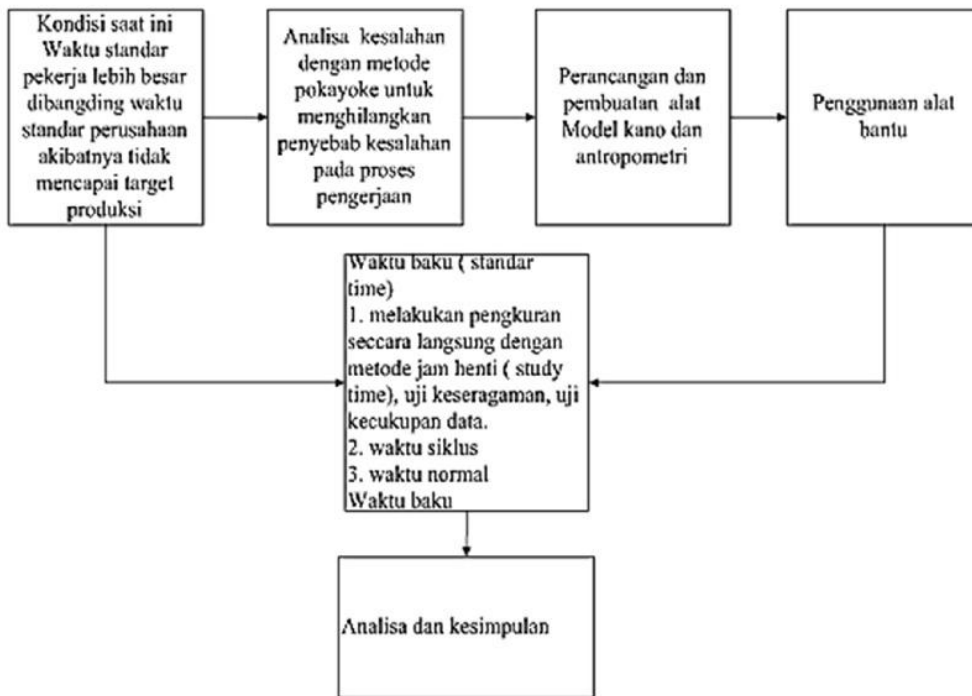 Kondisi saat ini
Waktu standar
pekerja lebih besar
dibangding waktu
standar perusahaan
akibatnya tidak
mencapai target
produksi
Analisa kesalahan
dengan metode
pokayoke untuk
menghilangkan
penyebab kesalahan
pada proses
pengerjaan
Perancangan dan
pembuatan alat
Model kano dan
antropometri
Penggunaan alat
bantu
Waktu baku ( standar
time)
1. melakukan pengkuran
seccara langsung dengan
metode jam henti ( study
time), uji keseragaman, uji
kecukupan data.
2. waktu siklus
3. waktu normal
Waktu baku
Analisa dan kesimpulan